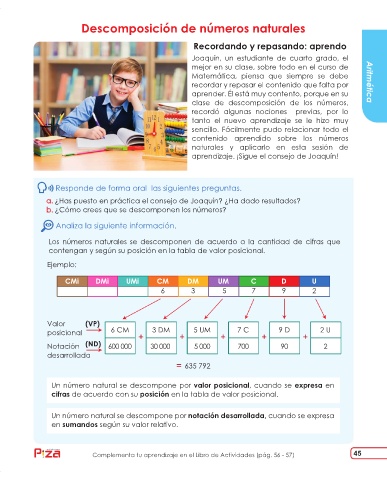 Descomposición de números naturales
Recordando y repasando: aprendo
Joaquín, un estudiante de cuarto grado, el
mejor en su clase, sobre todo en el curso de
Matemática, piensa que siempre se debe
recordar y repasar el contenido que falta por
aprender. Él está muy contento, porque en su
clase de descomposición de los números,
recordó algunas nociones previas, por lo
tanto el nuevo aprendizaje se le hizo muy
sencillo. Fácilmente pudo relacionar todo el
contenido aprendido sobre los números
naturales y aplicarlo en esta sesión de
aprendizaje. ¡Sigue el consejo de Joaquín!
Aritmética
Responde de forma oral las siguientes preguntas.
a. ¿Has puesto en práctica el consejo de Joaquín? ¿Ha dado resultados?
b. ¿Cómo crees que se descomponen los números?
Analiza la siguiente información.
Los números naturales se descomponen de acuerdo a la cantidad de cifras que
contengan y según su posición en la tabla de valor posicional.
Ejemplo:
CMi DMi UMi CM DM UM C D U
6 3 5 7 9 2
Valor posicional (VP) 6 CM + 3 DM + 5 UM + 7 C + 9 D + 2 U
Notación desarrollada (ND) 600 000 30 000 5 000 700 90 2
= 635 792
Un número natural se descompone por valor posicional, cuando se expresa en
cifras de acuerdo con su posición en la tabla de valor posicional.
Un número natural se descompone por notación desarrollada, cuando se expresa
en sumandos según su valor relativo.
Complementa tu aprendizaje en el Libro de Actividades (pág. 56 - 57)
45